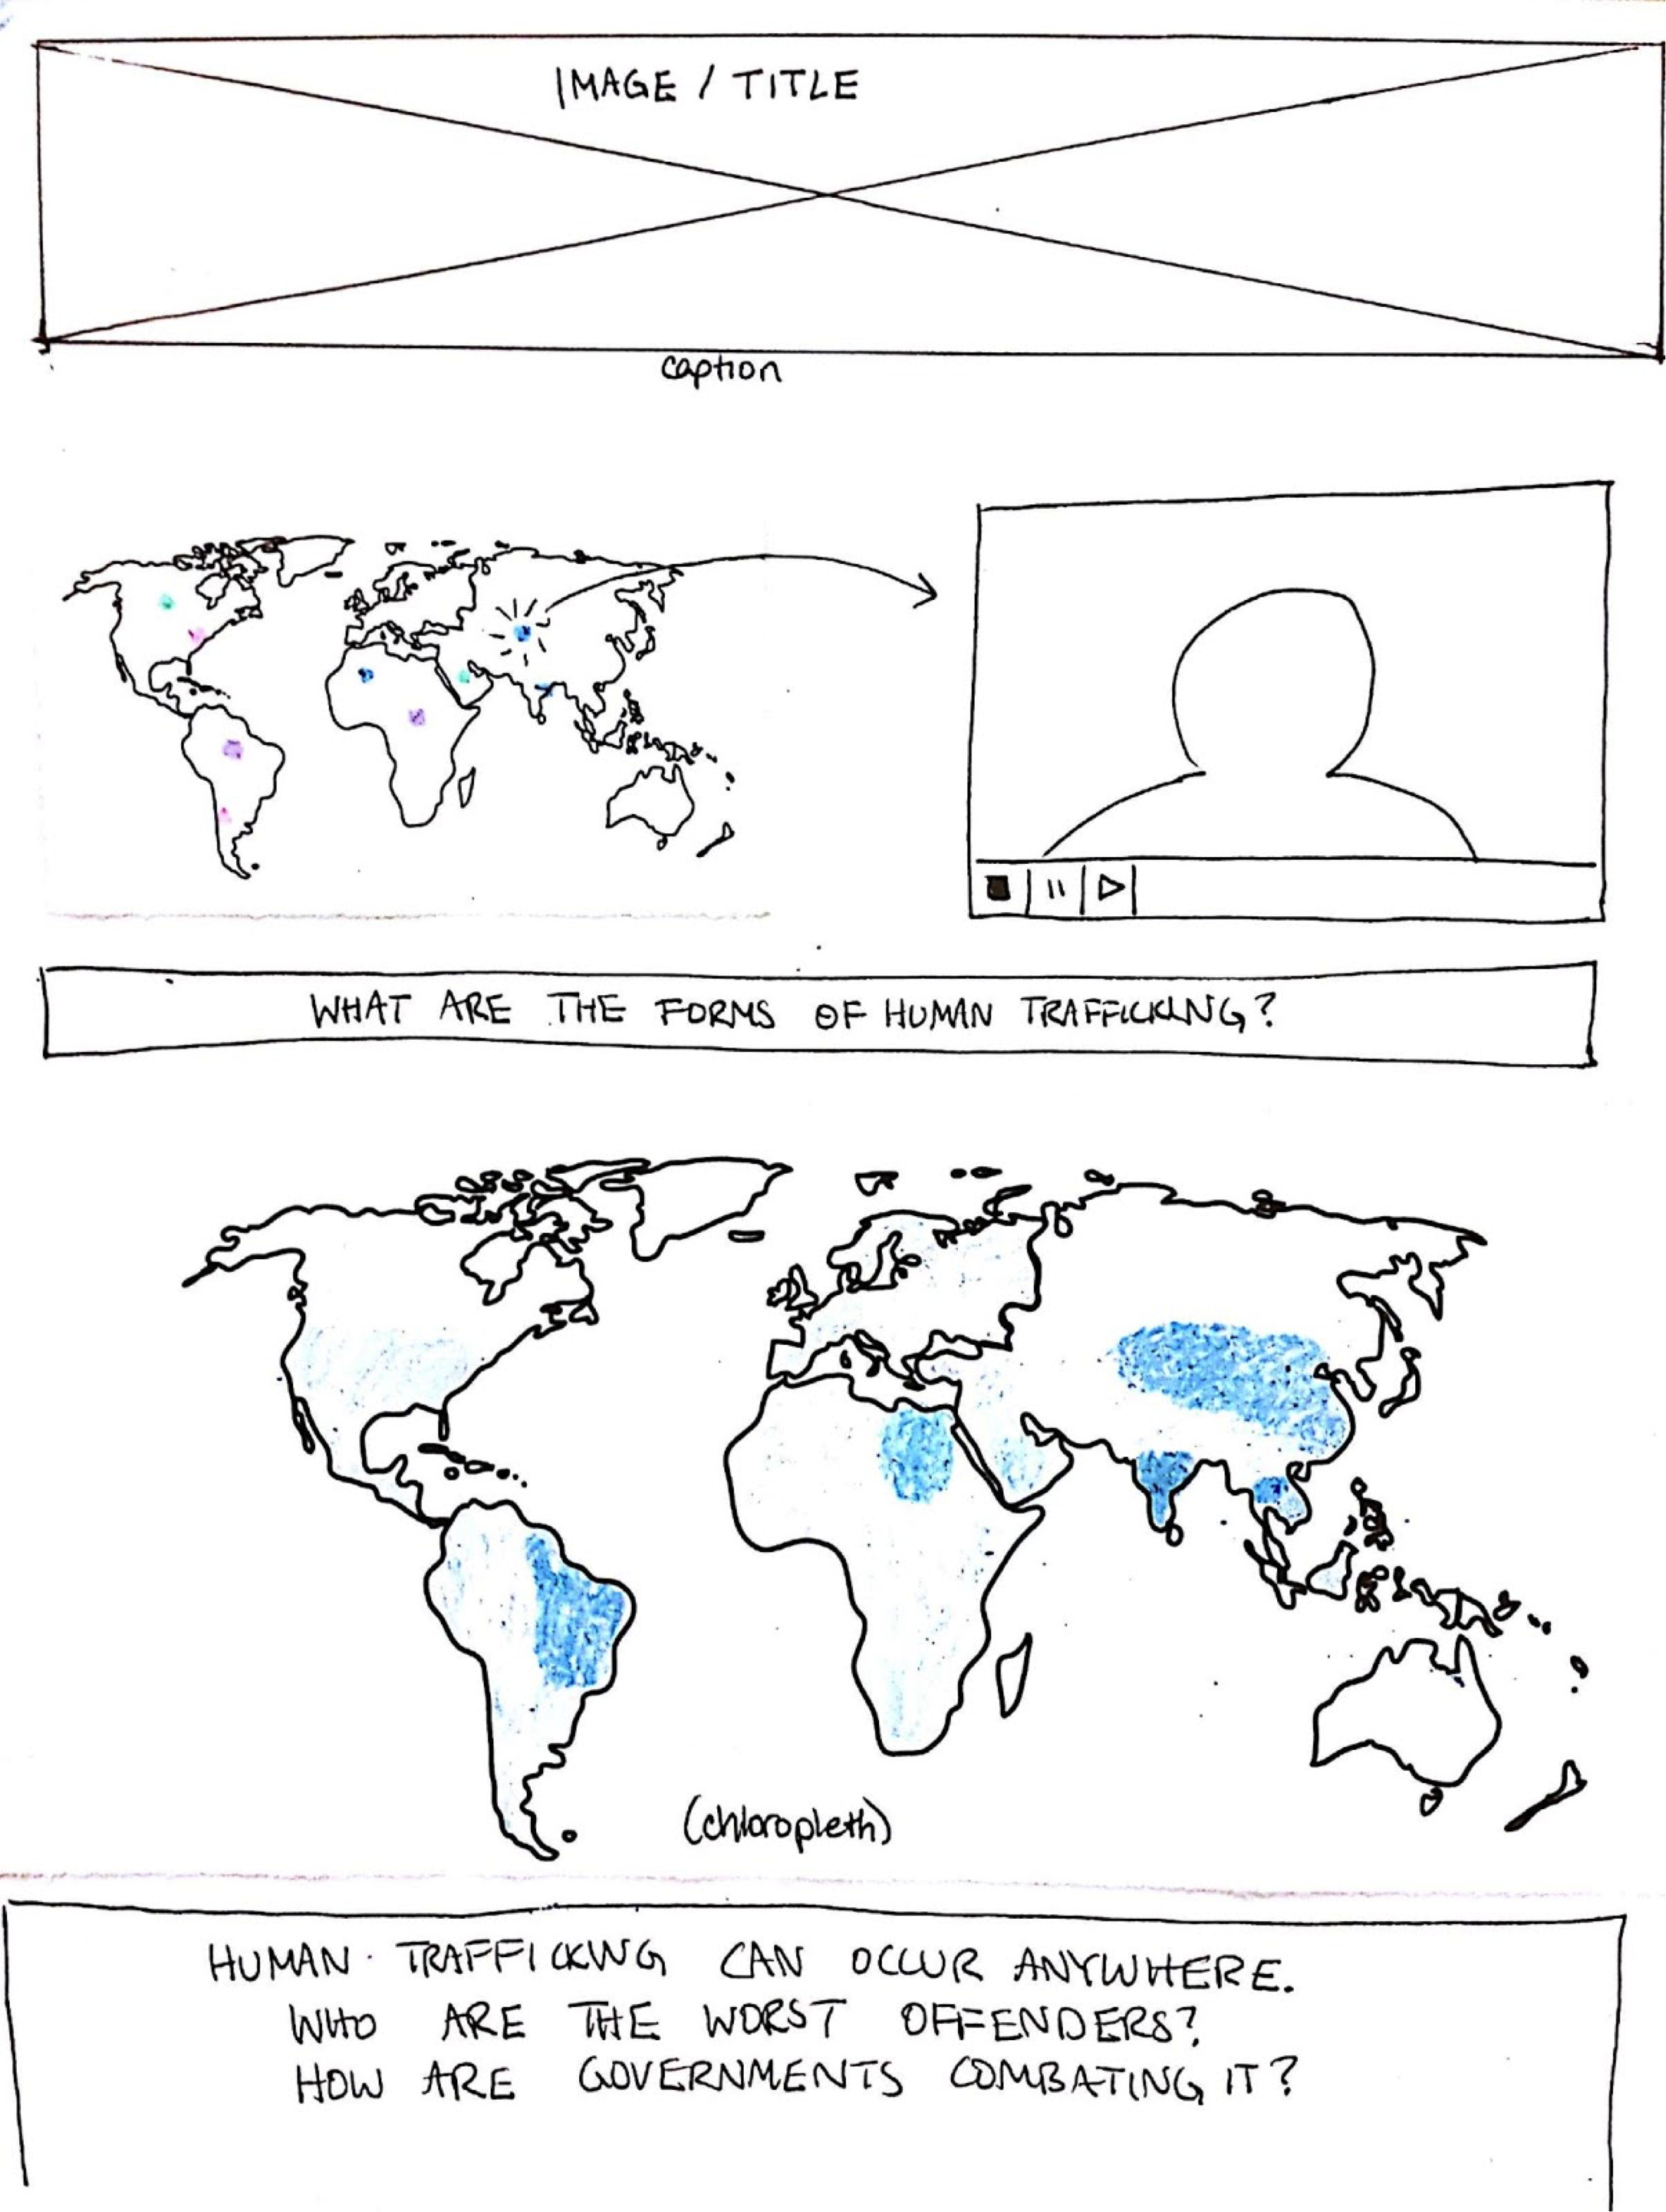 IMAGE / TITLE
caption
WHAT ARE THE FORMS OF HUMAN TRAFFICKING?
(chloropleth)
HUMAN TRAFFICKING CAN OCCUR ANYWHERE.
WHO ARE THE WORST OFFENDERS?
HOW ARE GOVERNMENTS COMBATING IT?